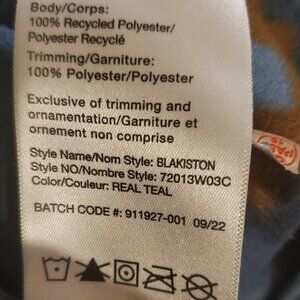 Body/Corps:
100% Recycled Polyester/
Polyester Recyclé
Trimming/Garniture:
100% Polyester/Polyester
Exclusive of trimming and
ornamentation/Garniture et
ornement non comprise
Style Name/Nom Style: BLAKISTON
Style NO/Nombre Style: 72013W03C
Color/Couleur: REAL TEAL
BATCH CODE #: 911927-001 09/22